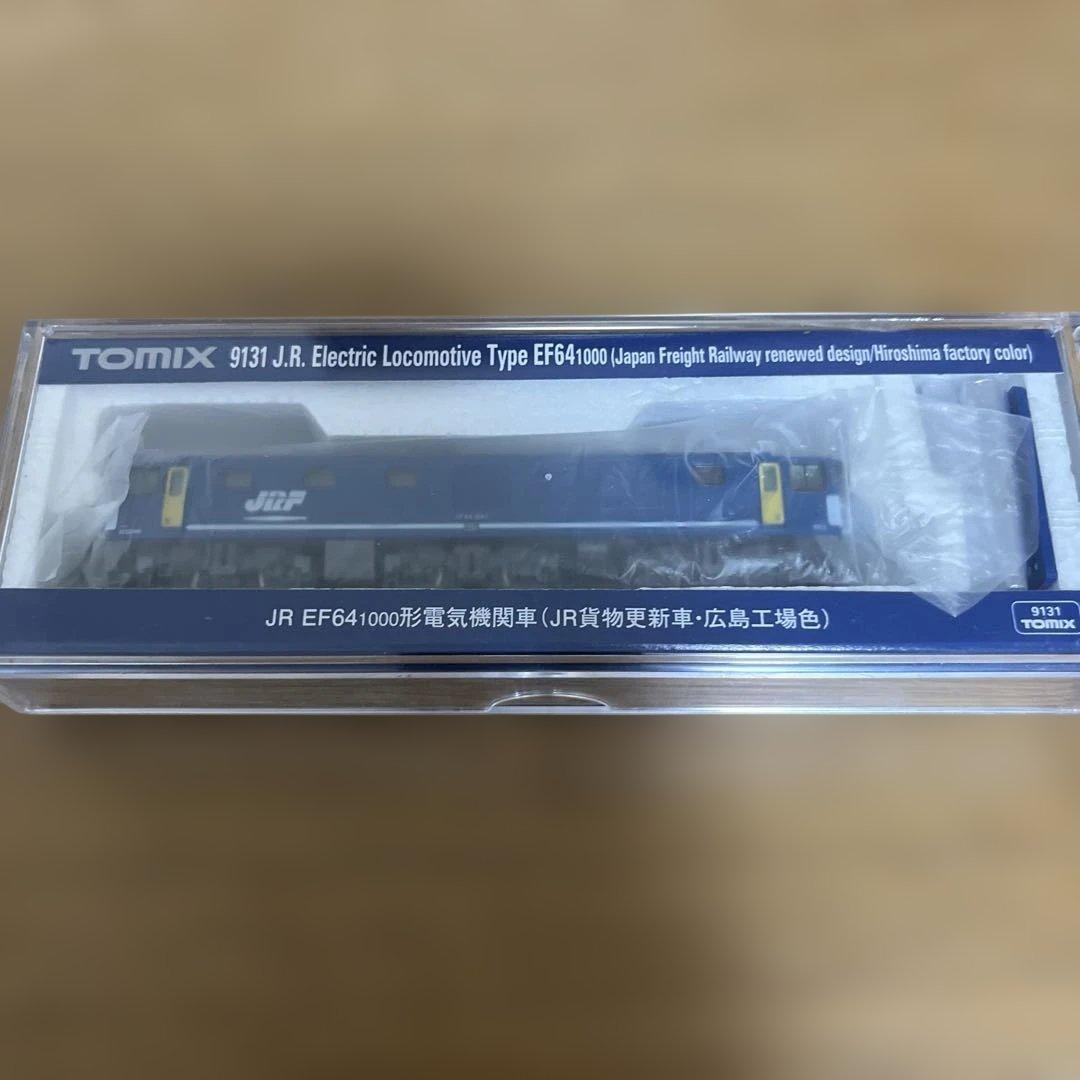 TOMIX 9131 J.R. Electric Locomotive Type EF641000 (Japan Freight Railway renewed design/Hiroshima factory color)
JRF
JR EF641000形電気機関車(JR貨物更新車・広島工場色)
9131
TOMIX